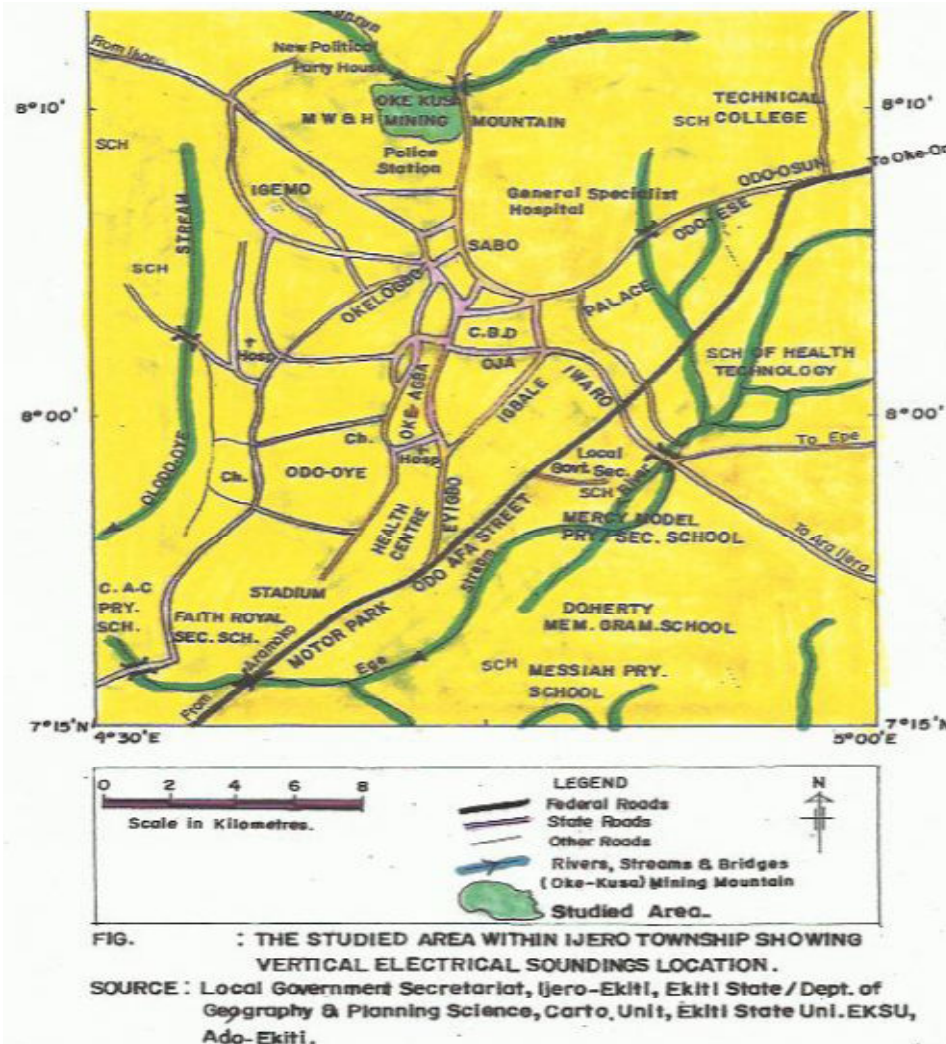 From Ikoro
Stream
New Political
Party House
8°10'
8°10'
OKE KUSA
MINING
MOUNTAIN
M W & H
TECHNICAL
COLLEGE
SCH
SCH
Police
Station
To Oke-
ODO-OSUN
IGEMO
General Specialist
Hospital
ODO-ESE
STREAM
SABO
SCH
PALACE
OKELOGBO
C.B.D
OJA
Hosp
SCH OF HEALTH
TECHNOLOGY
IWARO
IGBALE
OKE AGBA
8°00'
8°00'
Ch.
To Epe
Hosp
Local
Govt. Sec.
ODO-OYE
Ch.
OLOGO-OYE
SCH
River
EYIGBO
HEALTH
CENTRE
MERCY MODEL
PRY/SEC. SCHOOL
To Ara Ijero
ODO AFA STREET
Stream
STADIUM
C.A.C
PRY.
SCH.
FAITH ROYAL
SEC. SCH.
DOHERTY
MEM. GRAM. SCHOOL
MOTOR PARK
From Aramoko
Ege
SCH
MESSIAH PRY.
SCHOOL
7°15'N
7°15'N
4°30'E
5°00'E
0 2 4 6 8
Scale in Kilometres.
LEGEND
Federal Roads
State Roads
Other Roads
Rivers, Streams & Bridges
(Oke-Kusa) Mining Mountain
Studied Area
N
FIG. : THE STUDIED AREA WITHIN IJERO TOWNSHIP SHOWING
VERTICAL ELECTRICAL SOUNDINGS LOCATION.
SOURCE : Local Government Secretariat, Ijero-Ekiti, Ekiti State / Dept. of
Geography & Planning Science, Carto. Unit, Ekiti State Uni. EKSU,
Ado-Ekiti.